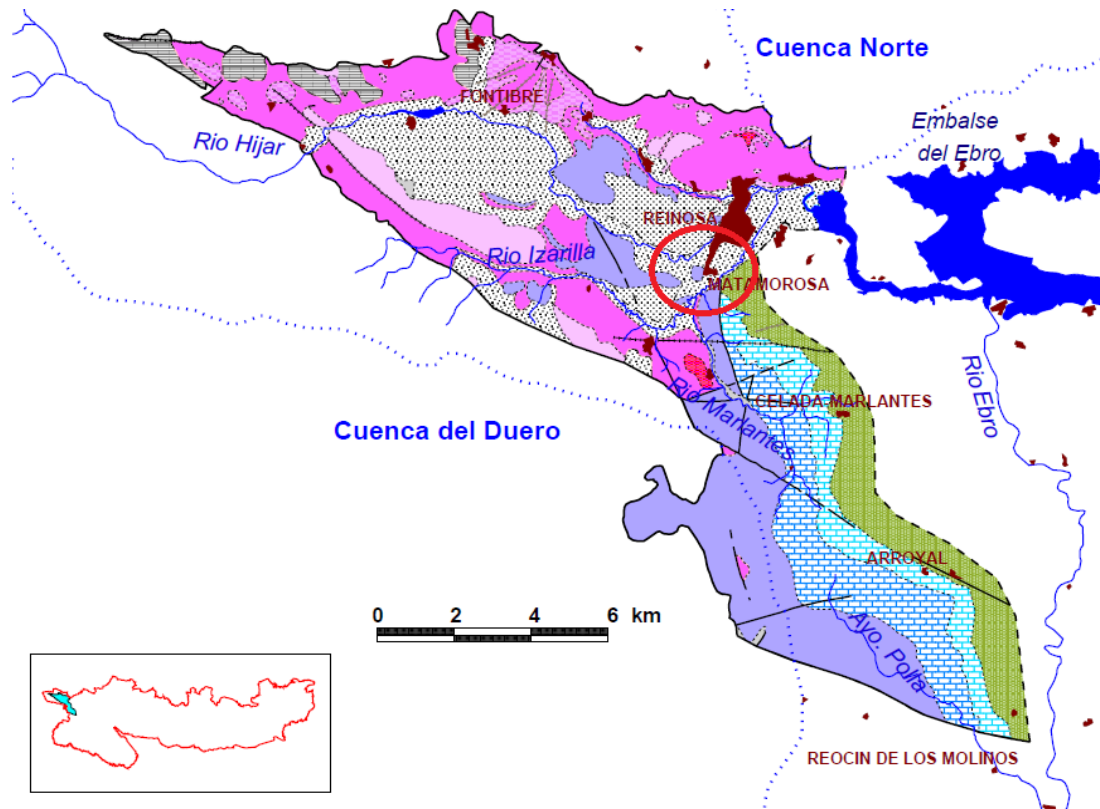 Cuenca Norte
FONTIBRE
Embalse
del Ebro
Rio Hijar
REINOSA
Rio Izarilla
MATAMOROSA
Rio Ebro
Rio Marlantes
CELADA MARLANTES
Cuenca del Duero
ARROYAL
0 2 4 6 km
Ayo. Polla
REOCIN DE LOS MOLINOS